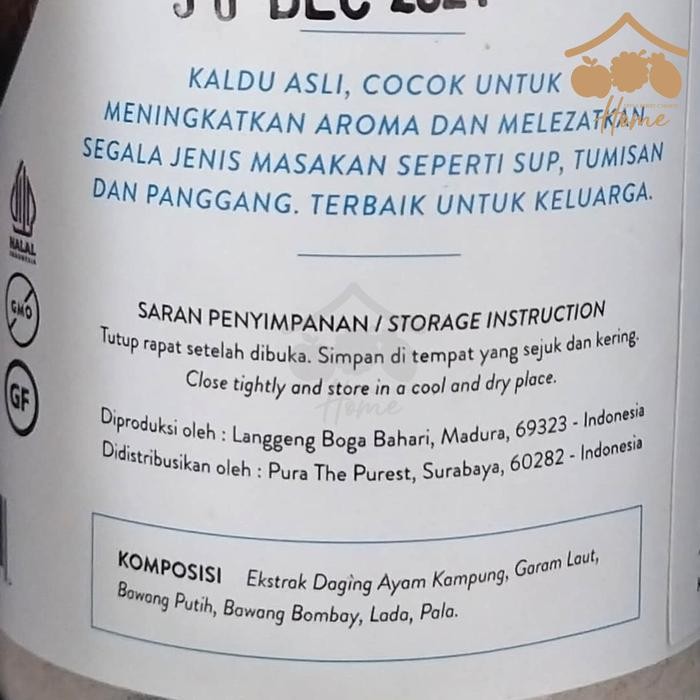 DEC 2024
KALDU ASLI, COCOK UNTUK
MENINGKATKAN AROMA DAN MELEZATKAN
SEGALA JENIS MASAKAN SEPERTI SUP, TUMISAN
DAN PANGGANG. TERBAIK UNTUK KELUARGA.
Home
HALAL
INDONESIA
GMO
GF
SARAN PENYIMPANAN / STORAGE INSTRUCTION
Tutup rapat setelah dibuka. Simpan di tempat yang sejuk dan kering.
Close tightly and store in a cool and dry place.
Home
Diproduksi oleh : Langgeng Boga Bahari, Madura, 69323 - Indonesia
Didistribusikan oleh : Pura The Purest, Surabaya, 60282 - Indonesia
KOMPOSISI Ekstrak Daging Ayam Kampung, Garam Laut,
Bawang Putih, Bawang Bombay, Lada, Pala.